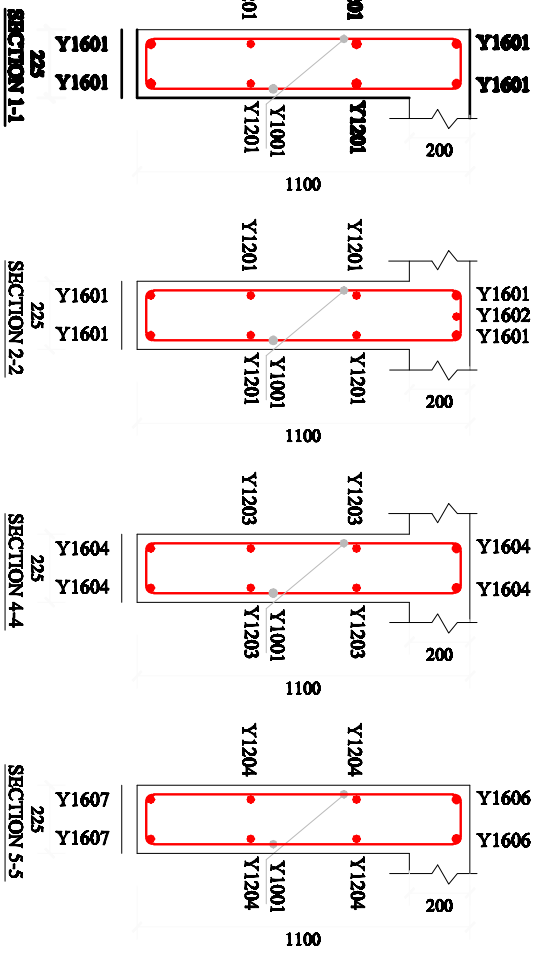 Y1601
Y1601
Y1601
Y1601
Y1201
Y1201
Y1001
200
1100
225
SECTION 1-1
Y1201
Y1201
Y1601
Y1601
Y1601
Y1602
Y1601
Y1201
Y1201
Y1001
200
1100
225
SECTION 2-2
Y1203
Y1203
Y1604
Y1604
Y1604
Y1604
Y1203
Y1203
Y1001
200
1100
225
SECTION 4-4
Y1204
Y1204
Y1607
Y1607
Y1606
Y1606
Y1204
Y1204
Y1001
200
1100
225
SECTION 5-5